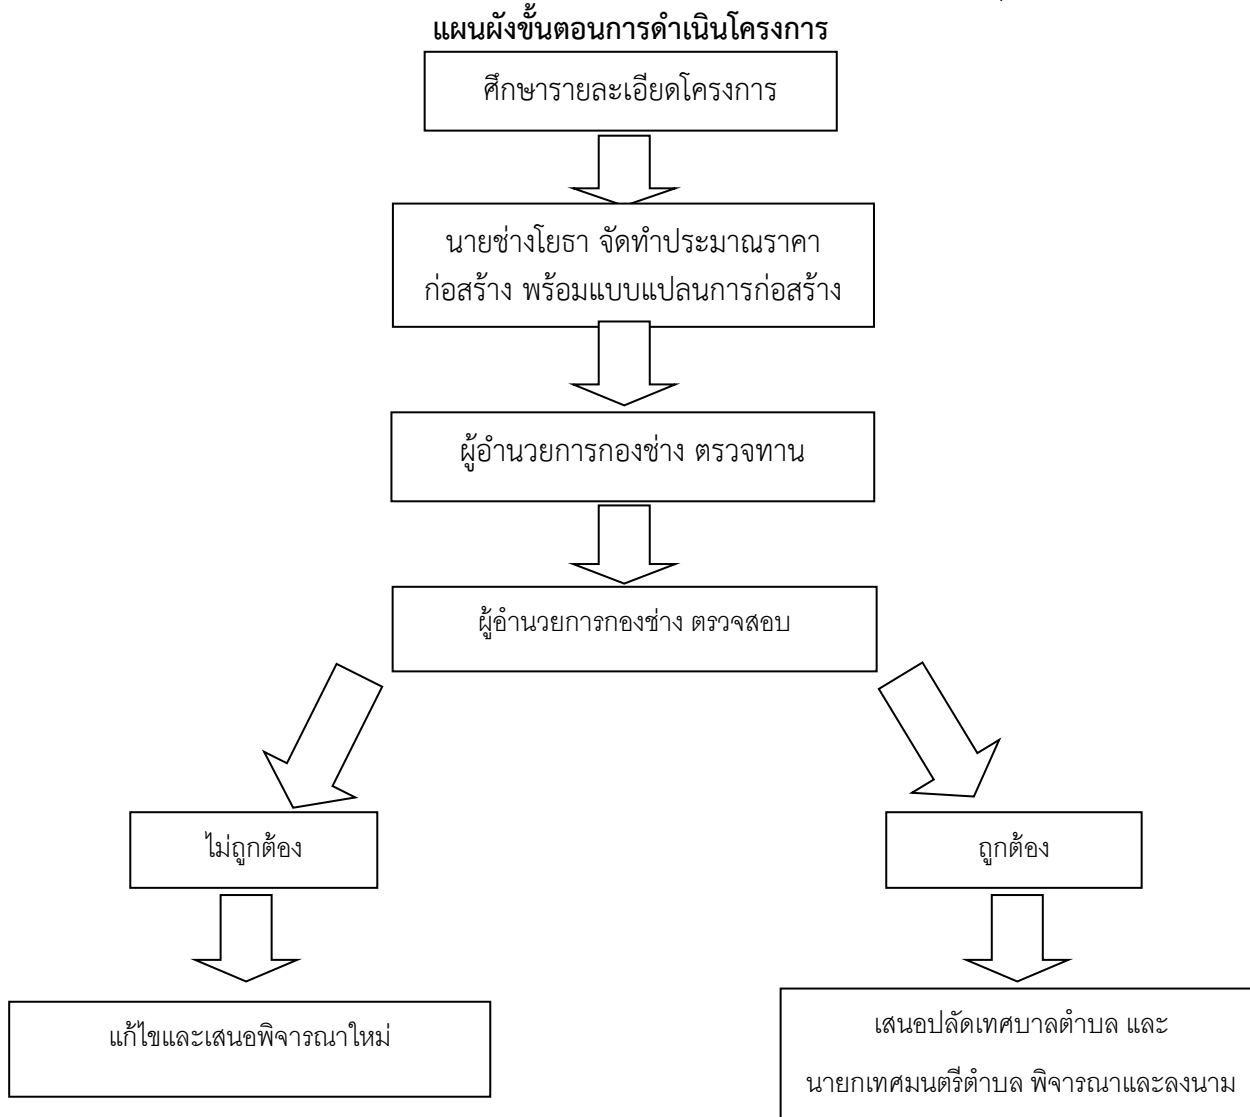 แผนผังขั้นตอนการดำเนินโครงการ
ศึกษารายละเอียดโครงการ
นายช่างโยธา จัดทำประมาณราคา
ก่อสร้าง พร้อมแบบแปลนการก่อสร้าง
ผู้อำนวยการกองช่าง ตรวจทาน
ผู้อำนวยการกองช่าง ตรวจสอบ
ไม่ถูกต้อง
ถูกต้อง
แก้ไขและเสนอพิจารณาใหม่
เสนอปลัดเทศบาลตำบล และ
นายกเทศมนตรีตำบล พิจารณาและลงนาม